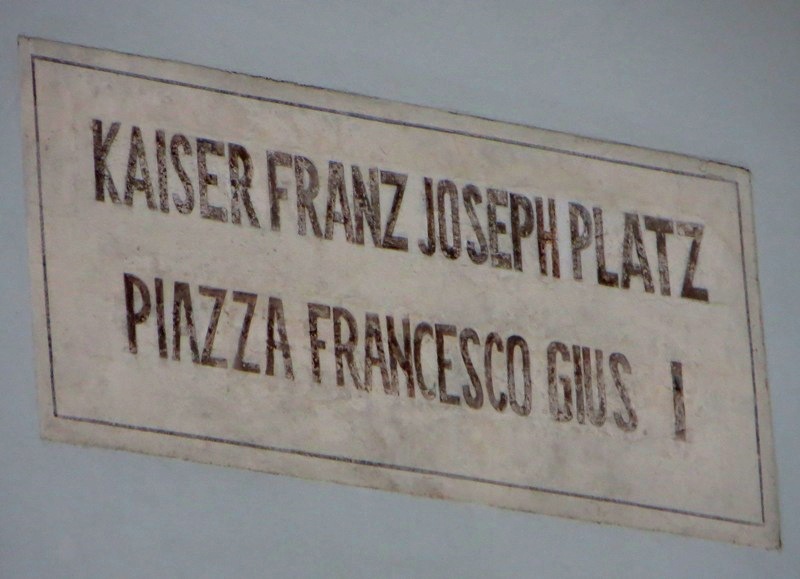 KAISER FRANZ JOSEPH PLATZ
PIAZZA FRANCESCO GIUS I